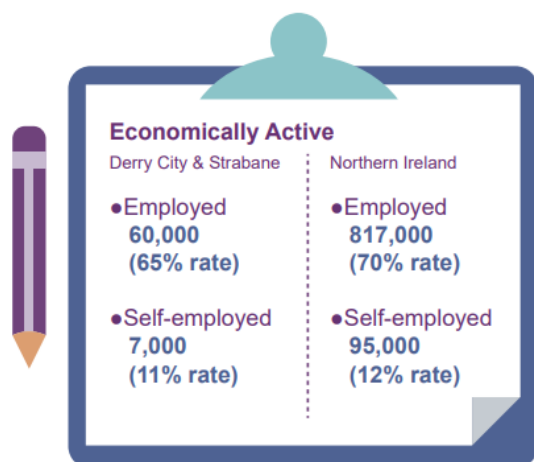 Economically Active
Derry City & Strabane
●Employed
60,000
(65% rate)
●Self-employed
7,000
(11% rate)
Northern Ireland
●Employed
817,000
(70% rate)
●Self-employed
95,000
(12% rate)